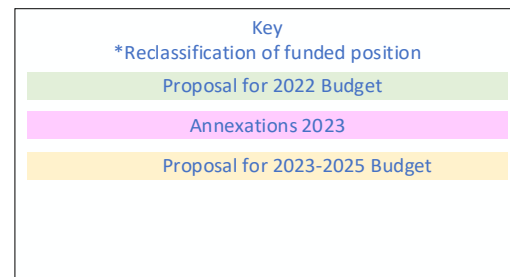 Key
*Reclassification of funded position
Proposal for 2022 Budget
Annexations 2023
Proposal for 2023-2025 Budget